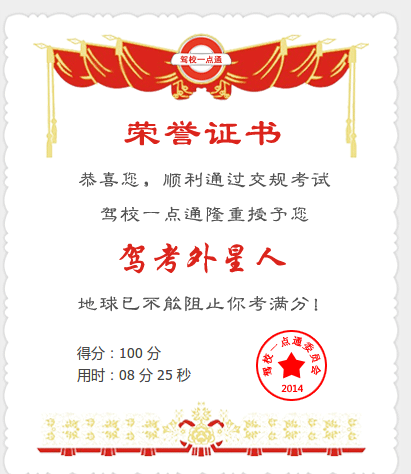 驾校一点通
荣誉证书
恭喜您，顺利通过交规考试
驾校一点通隆重授予您
驾考外星人
地球已不能阻止你考满分！
得分：100 分
用时：08 分 25 秒
驾校一点通委员会
2014